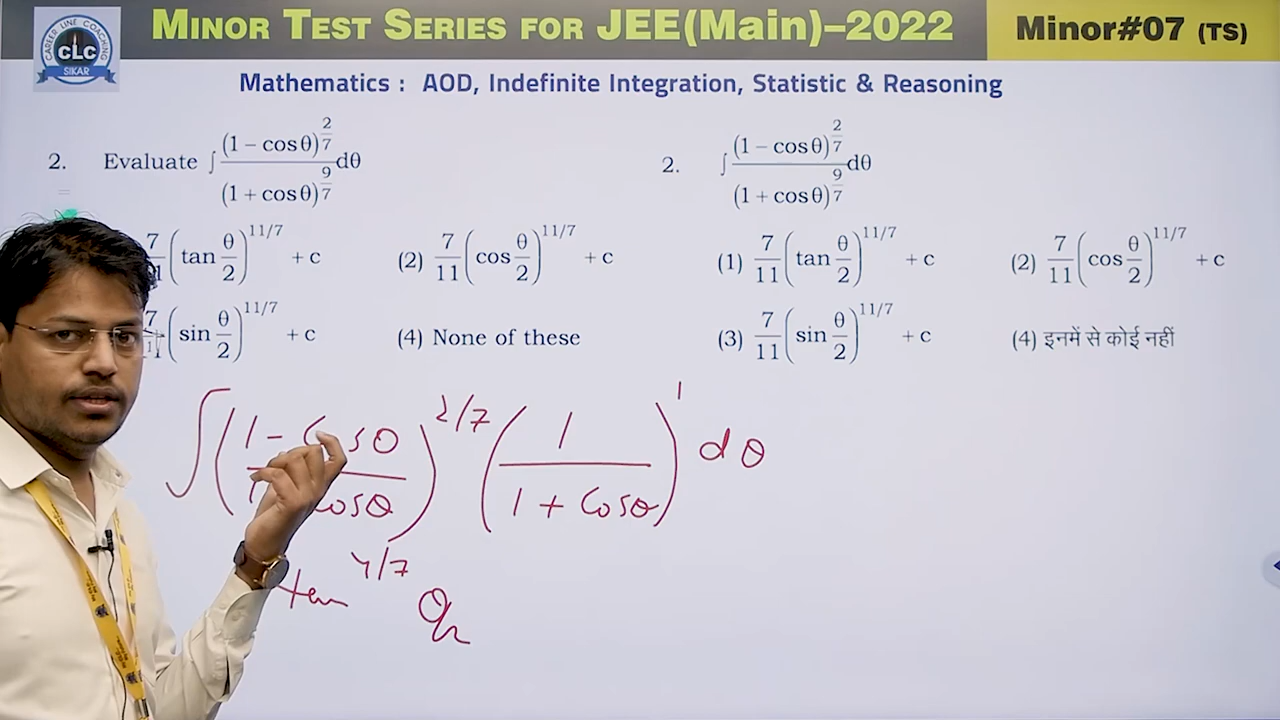 CAREER LINE COACHING
CLC
SIKAR
MINOR TEST SERIES FOR JEE(MAIN)–2022
Minor#07 (TS)
Mathematics : AOD, Indefinite Integration, Statistic & Reasoning
2. Evaluate ∫ (1 − cosθ)^(2/7) / (1 + cosθ)^(9/7) dθ
7/ (tan θ/2)^11/7 + c
(2) 7/11 (cos θ/2)^11/7 + c
7/ (sin θ/2)^11/7 + c
(4) None of these
2. ∫ (1 − cosθ)^(2/7) / (1 + cosθ)^(9/7) dθ
(1) 7/11 (tan θ/2)^11/7 + c
(2) 7/11 (cos θ/2)^11/7 + c
(3) 7/11 (sin θ/2)^11/7 + c
(4) इनमें से कोई नहीं
∫ (1 − Cosθ / Cosθ)^2/7 (1 / 1 + Cosθ)^1 dθ
tan^4/7 θ/2